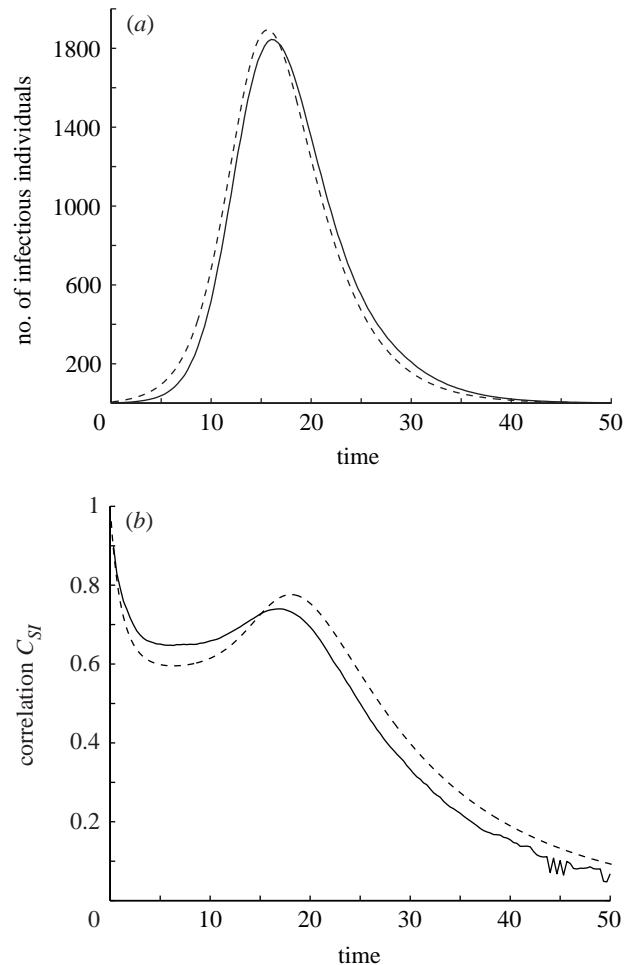 (a)
no. of infectious individuals
1800
1400
1000
600
200
0 10 20 30 40 50
time
(b)
correlation C_SI
1
0.8
0.6
0.4
0.2
0 10 20 30 40 50
time